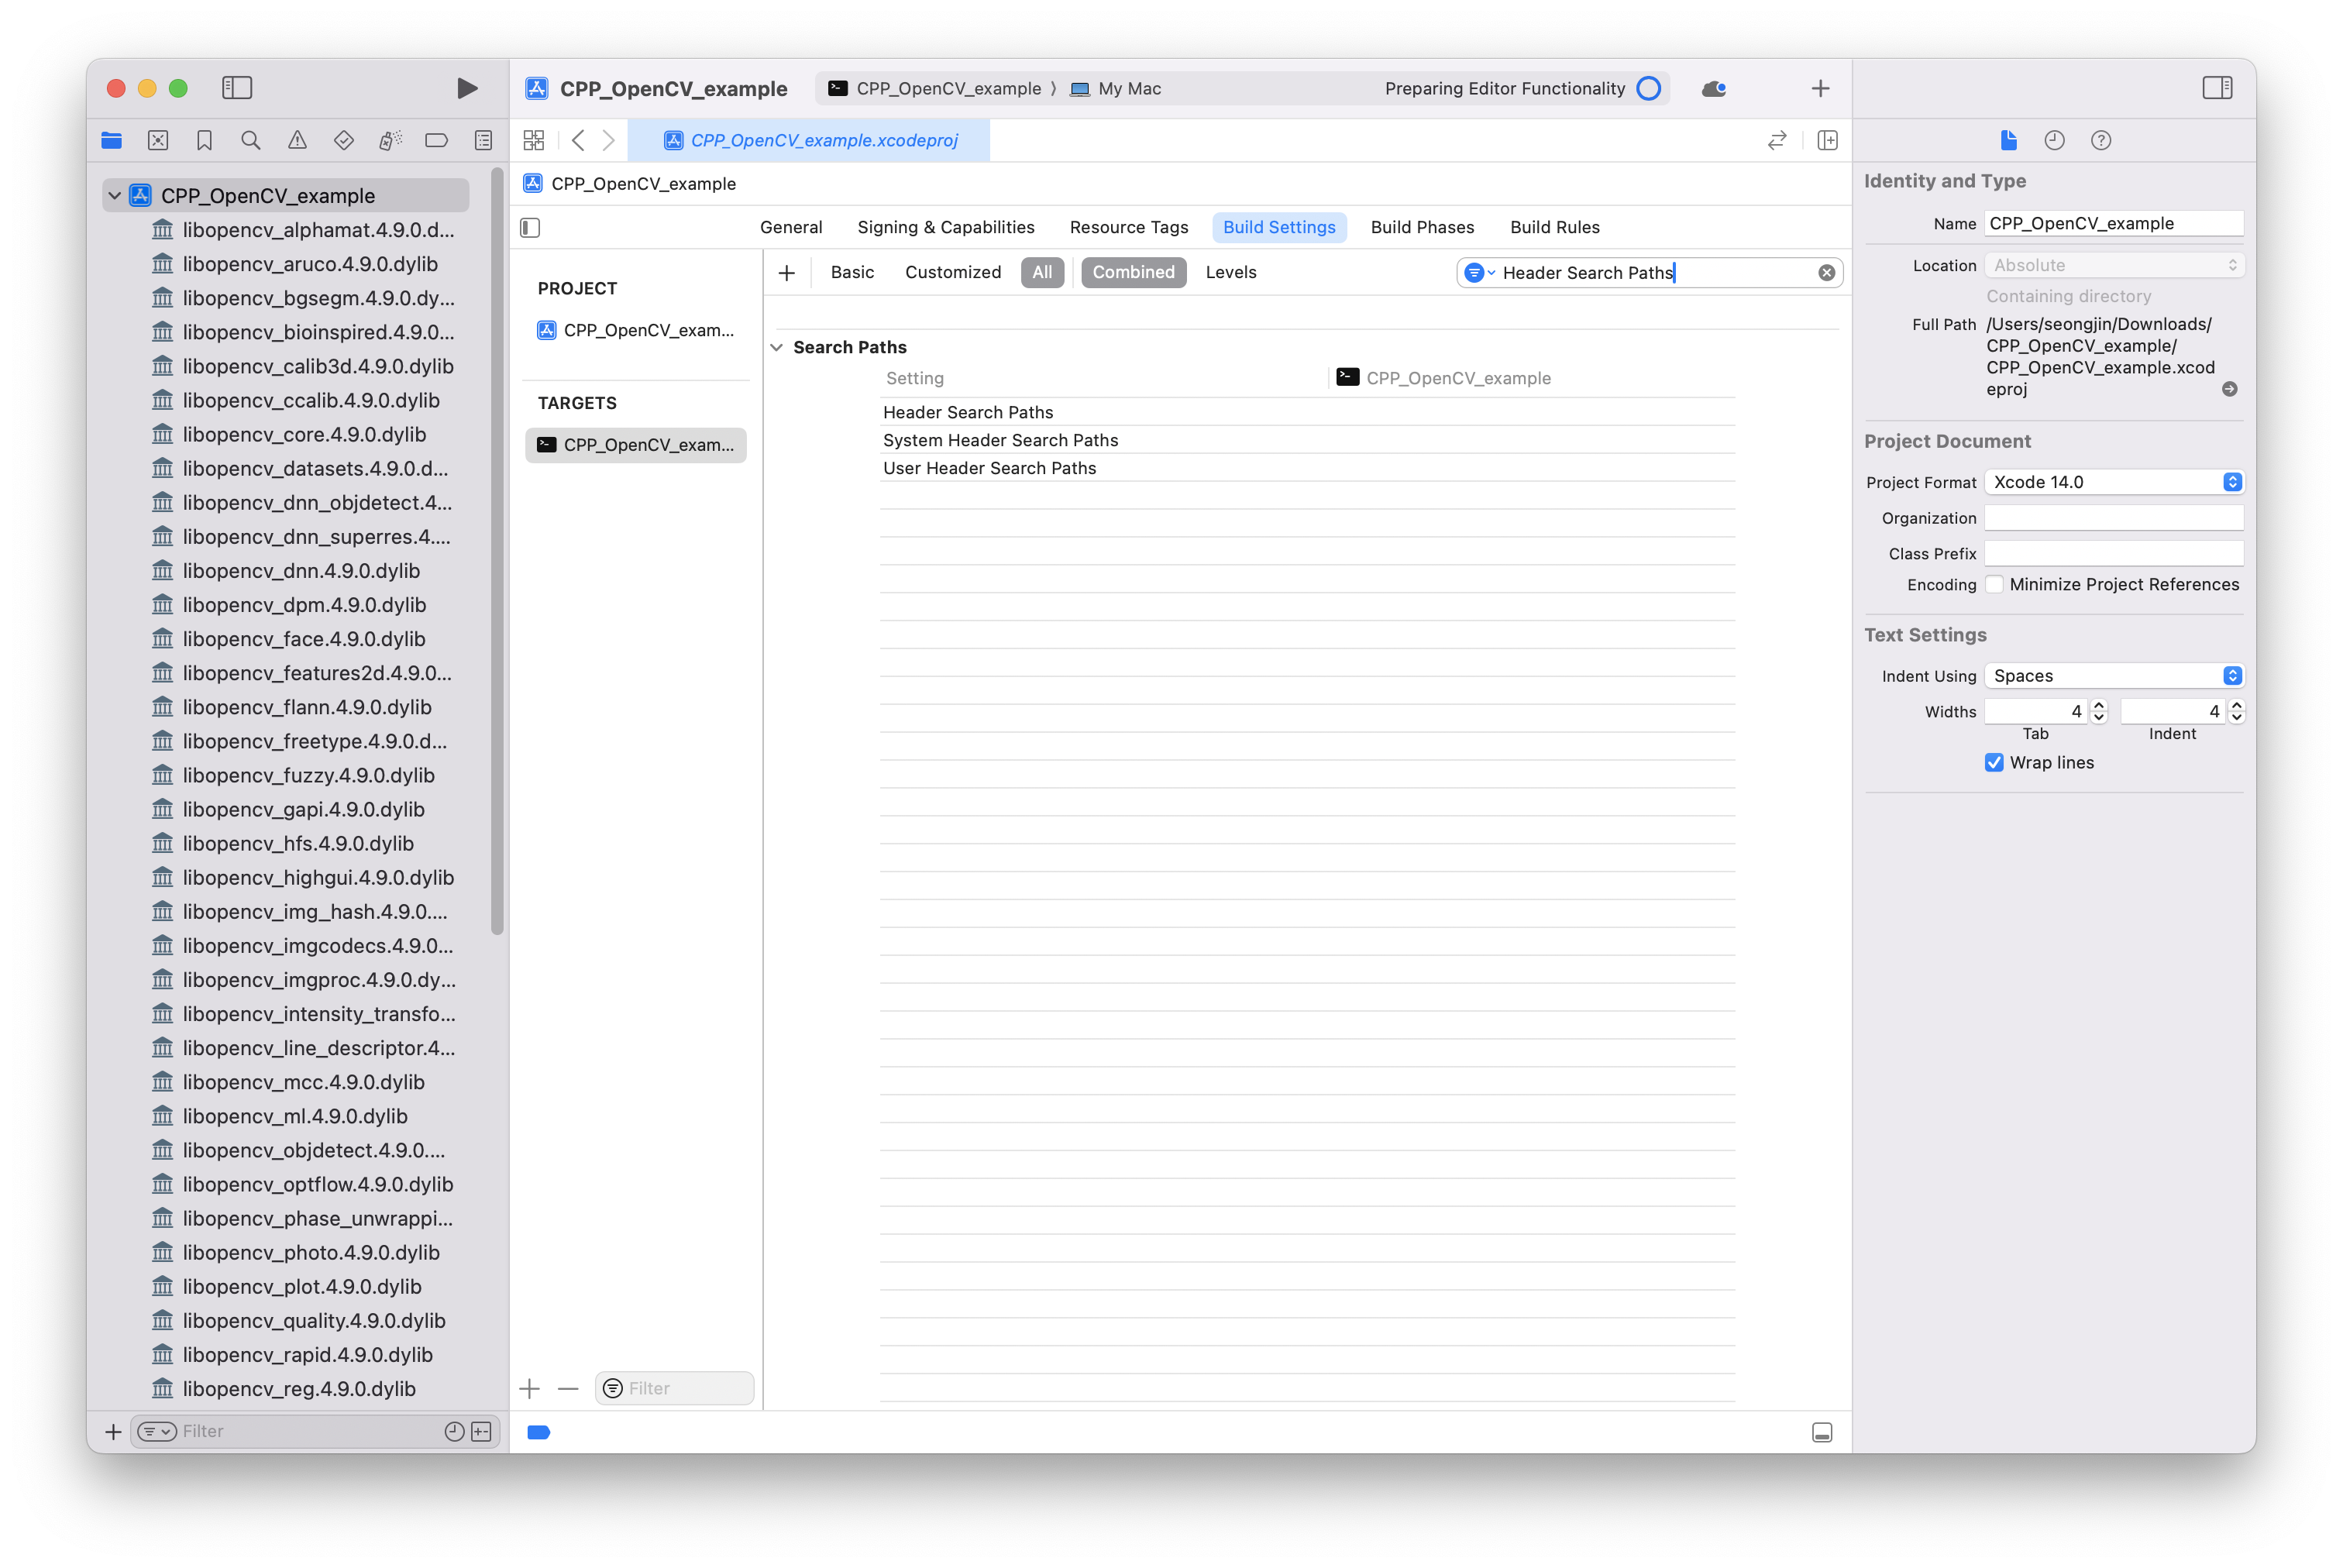 CPP_OpenCV_example
CPP_OpenCV_example 〉 My Mac
Preparing Editor Functionality
CPP_OpenCV_example
libopencv_alphamat.4.9.0.d...
libopencv_aruco.4.9.0.dylib
libopencv_bgsegm.4.9.0.dy...
libopencv_bioinspired.4.9.0...
libopencv_calib3d.4.9.0.dylib
libopencv_ccalib.4.9.0.dylib
libopencv_core.4.9.0.dylib
libopencv_datasets.4.9.0.d...
libopencv_dnn_objdetect.4...
libopencv_dnn_superres.4....
libopencv_dnn.4.9.0.dylib
libopencv_dpm.4.9.0.dylib
libopencv_face.4.9.0.dylib
libopencv_features2d.4.9.0...
libopencv_flann.4.9.0.dylib
libopencv_freetype.4.9.0.d...
libopencv_fuzzy.4.9.0.dylib
libopencv_gapi.4.9.0.dylib
libopencv_hfs.4.9.0.dylib
libopencv_highgui.4.9.0.dylib
libopencv_img_hash.4.9.0....
libopencv_imgcodecs.4.9.0...
libopencv_imgproc.4.9.0.dy...
libopencv_intensity_transfo...
libopencv_line_descriptor.4...
libopencv_mcc.4.9.0.dylib
libopencv_ml.4.9.0.dylib
libopencv_objdetect.4.9.0....
libopencv_optflow.4.9.0.dylib
libopencv_phase_unwrappi...
libopencv_photo.4.9.0.dylib
libopencv_plot.4.9.0.dylib
libopencv_quality.4.9.0.dylib
libopencv_rapid.4.9.0.dylib
libopencv_reg.4.9.0.dylib
Filter
CPP_OpenCV_example.xcodeproj
CPP_OpenCV_example
General Signing & Capabilities Resource Tags Build Settings Build Phases Build Rules
PROJECT
CPP_OpenCV_exam...
TARGETS
CPP_OpenCV_exam...
Filter
Basic Customized All Combined Levels
Header Search Paths
Search Paths
Setting CPP_OpenCV_example
Header Search Paths
System Header Search Paths
User Header Search Paths
Identity and Type
Name CPP_OpenCV_example
Location Absolute
Containing directory
Full Path /Users/seongjin/Downloads/
CPP_OpenCV_example/
CPP_OpenCV_example.xcod
eproj
Project Document
Project Format Xcode 14.0
Organization
Class Prefix
Encoding Minimize Project References
Text Settings
Indent Using Spaces
Widths 4 4
Tab Indent
Wrap lines